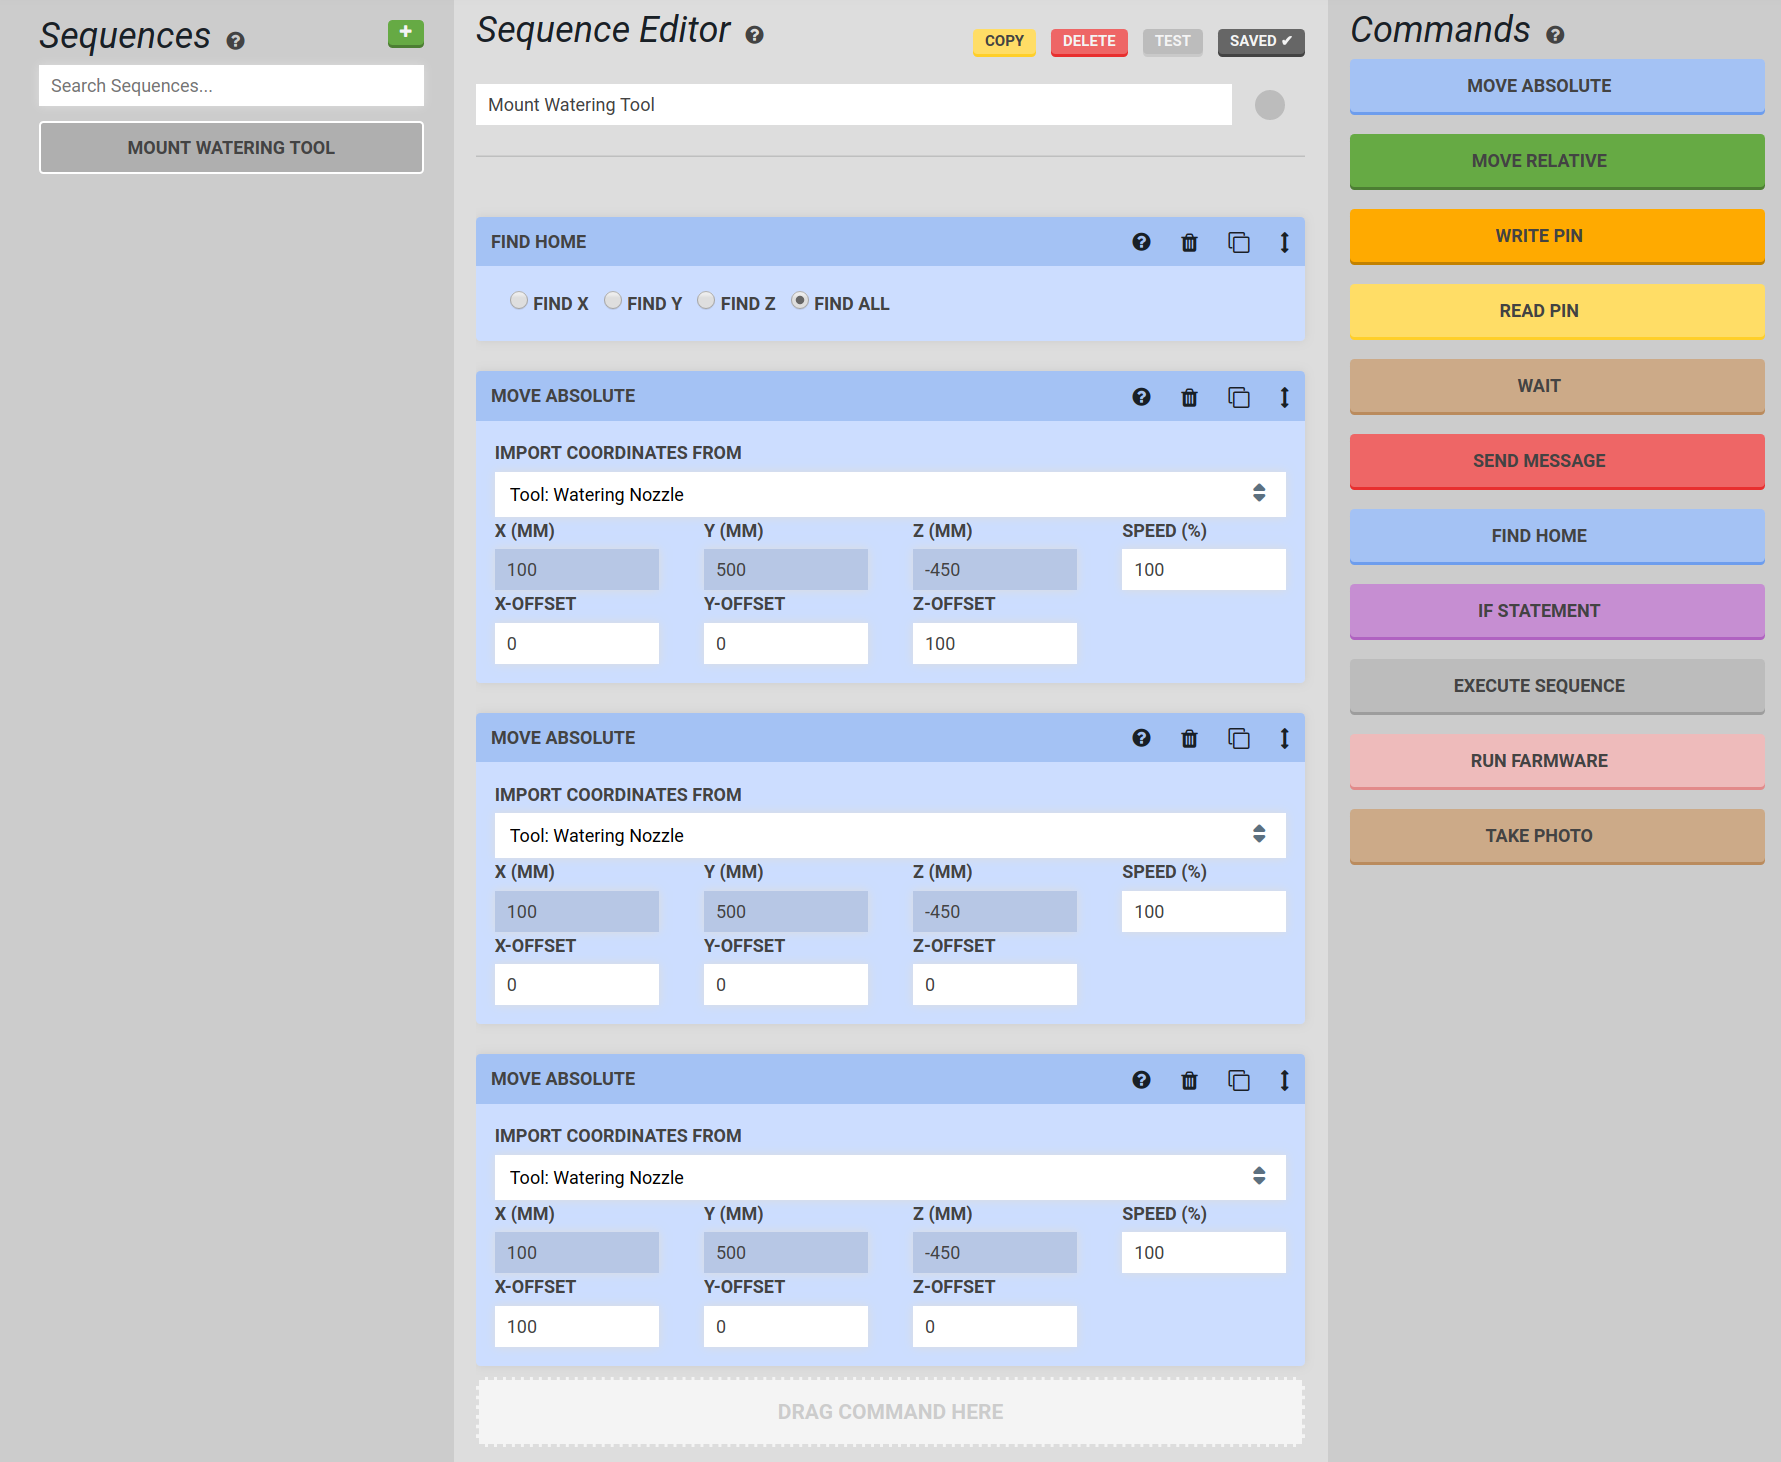 Sequences
+
Search Sequences...
MOUNT WATERING TOOL
Sequence Editor
COPY DELETE TEST SAVED ✔
Mount Watering Tool
FIND HOME
FIND X FIND Y FIND Z FIND ALL
MOVE ABSOLUTE
IMPORT COORDINATES FROM
Tool: Watering Nozzle
X (MM) Y (MM) Z (MM) SPEED (%)
100 500 -450 100
X-OFFSET Y-OFFSET Z-OFFSET
0 0 100
MOVE ABSOLUTE
IMPORT COORDINATES FROM
Tool: Watering Nozzle
X (MM) Y (MM) Z (MM) SPEED (%)
100 500 -450 100
X-OFFSET Y-OFFSET Z-OFFSET
0 0 0
MOVE ABSOLUTE
IMPORT COORDINATES FROM
Tool: Watering Nozzle
X (MM) Y (MM) Z (MM) SPEED (%)
100 500 -450 100
X-OFFSET Y-OFFSET Z-OFFSET
100 0 0
DRAG COMMAND HERE
Commands
MOVE ABSOLUTE
MOVE RELATIVE
WRITE PIN
READ PIN
WAIT
SEND MESSAGE
FIND HOME
IF STATEMENT
EXECUTE SEQUENCE
RUN FARMWARE
TAKE PHOTO